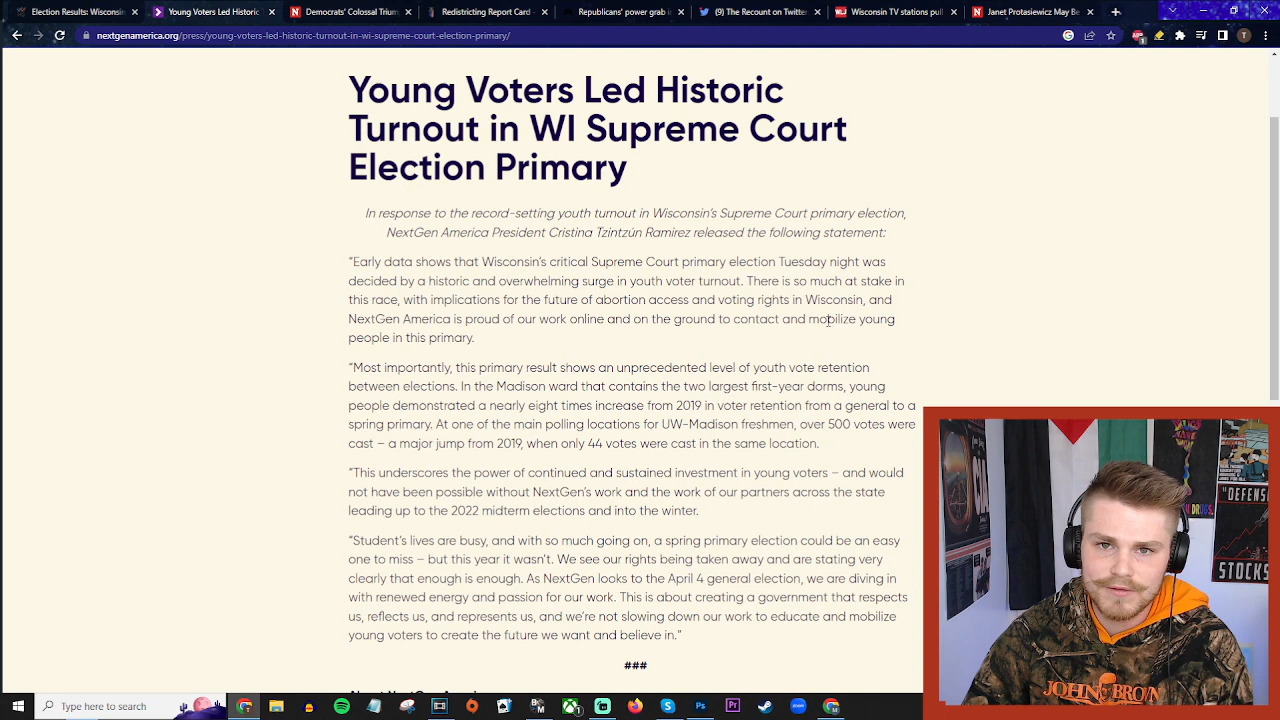 Election Results: Wisconsin
Young Voters Led Historic
Democrats' Colossal Trium
Redistricting Report Card -
Republicans' power grab in
(9) The Recount on Twitter
Wisconsin TV stations pull
Janet Protasiewicz May Be
nextgenamerica.org/press/young-voters-led-historic-turnout-in-wi-supreme-court-election-primary/
Young Voters Led Historic
Turnout in WI Supreme Court
Election Primary
In response to the record-setting youth turnout in Wisconsin's Supreme Court primary election,
NextGen America President Cristina Tzintzún Ramirez released the following statement:
"Early data shows that Wisconsin's critical Supreme Court primary election Tuesday night was
decided by a historic and overwhelming surge in youth voter turnout. There is so much at stake in
this race, with implications for the future of abortion access and voting rights in Wisconsin, and
NextGen America is proud of our work online and on the ground to contact and mobilize young
people in this primary.
"Most importantly, this primary result shows an unprecedented level of youth vote retention
between elections. In the Madison ward that contains the two largest first-year dorms, young
people demonstrated a nearly eight times increase from 2019 in voter retention from a general to a
spring primary. At one of the main polling locations for UW-Madison freshmen, over 500 votes were
cast – a major jump from 2019, when only 44 votes were cast in the same location.
"This underscores the power of continued and sustained investment in young voters – and would
not have been possible without NextGen's work and the work of our partners across the state
leading up to the 2022 midterm elections and into the winter.
"Student's lives are busy, and with so much going on, a spring primary election could be an easy
one to miss – but this year it wasn't. We see our rights being taken away and are stating very
clearly that enough is enough. As NextGen looks to the April 4 general election, we are diving in
with renewed energy and passion for our work. This is about creating a government that respects
us, reflects us, and represents us, and we're not slowing down our work to educate and mobilize
young voters to create the future we want and believe in."
###
"DEFENS
STOCKS
JOHN BROWN
Type here to search